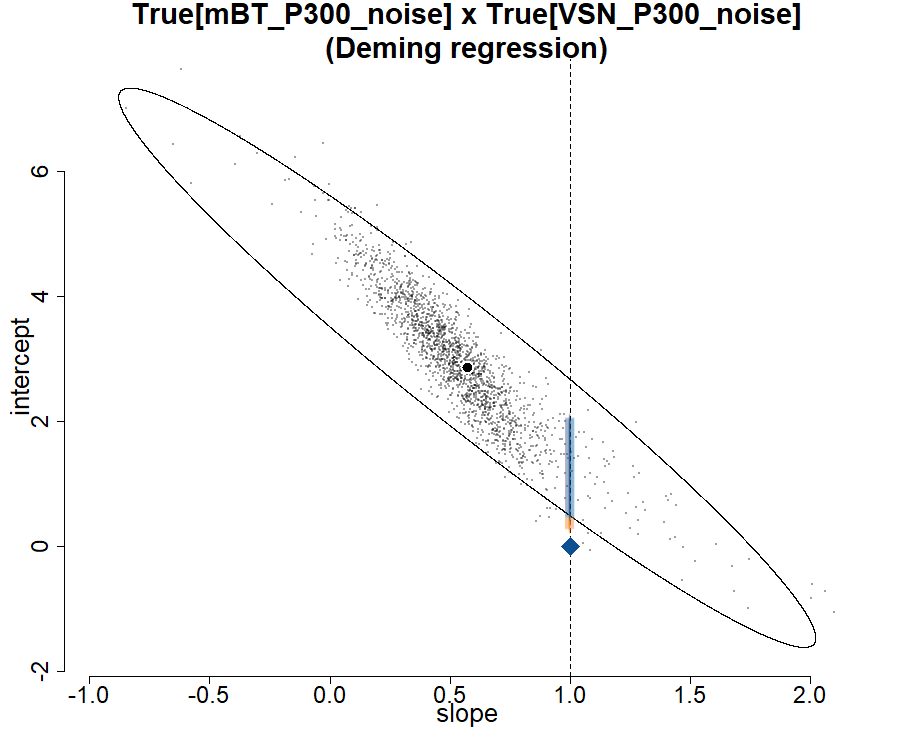 True[mBT_P300_noise] x True[VSN_P300_noise]
(Deming regression)
intercept
6
4
2
0
-2
-1.0 -0.5 0.0 0.5 1.0 1.5 2.0
slope